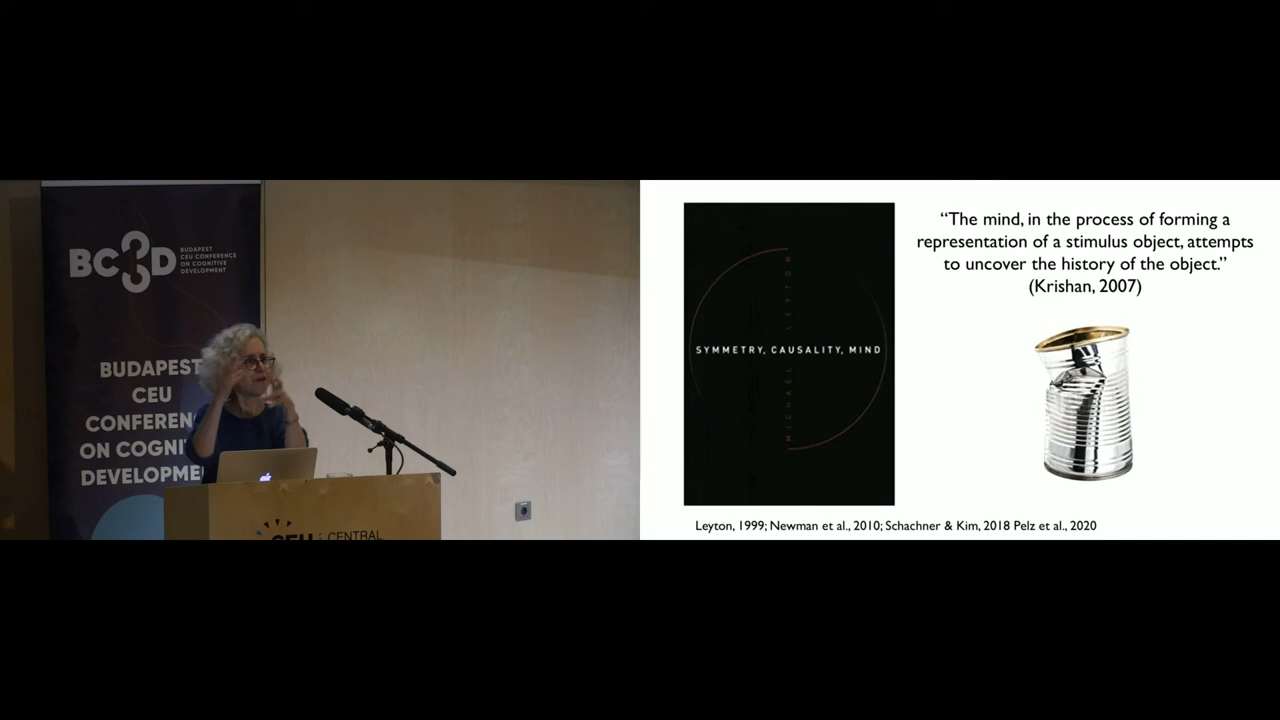 BC3D
BUDAPEST
CEU CONFERENCE
ON COGNITIVE
DEVELOPMENT
BUDAPEST
CEU
CONFEREN
ON COGNI
DEVELOPME
CEU
CENTRAL
SYMMETRY, CAUSALITY, MIND
MICHAEL LEYTON
“The mind, in the process of forming a
representation of a stimulus object, attempts
to uncover the history of the object.”
(Krishan, 2007)
Leyton, 1999; Newman et al., 2010; Schachner & Kim, 2018 Pelz et al., 2020